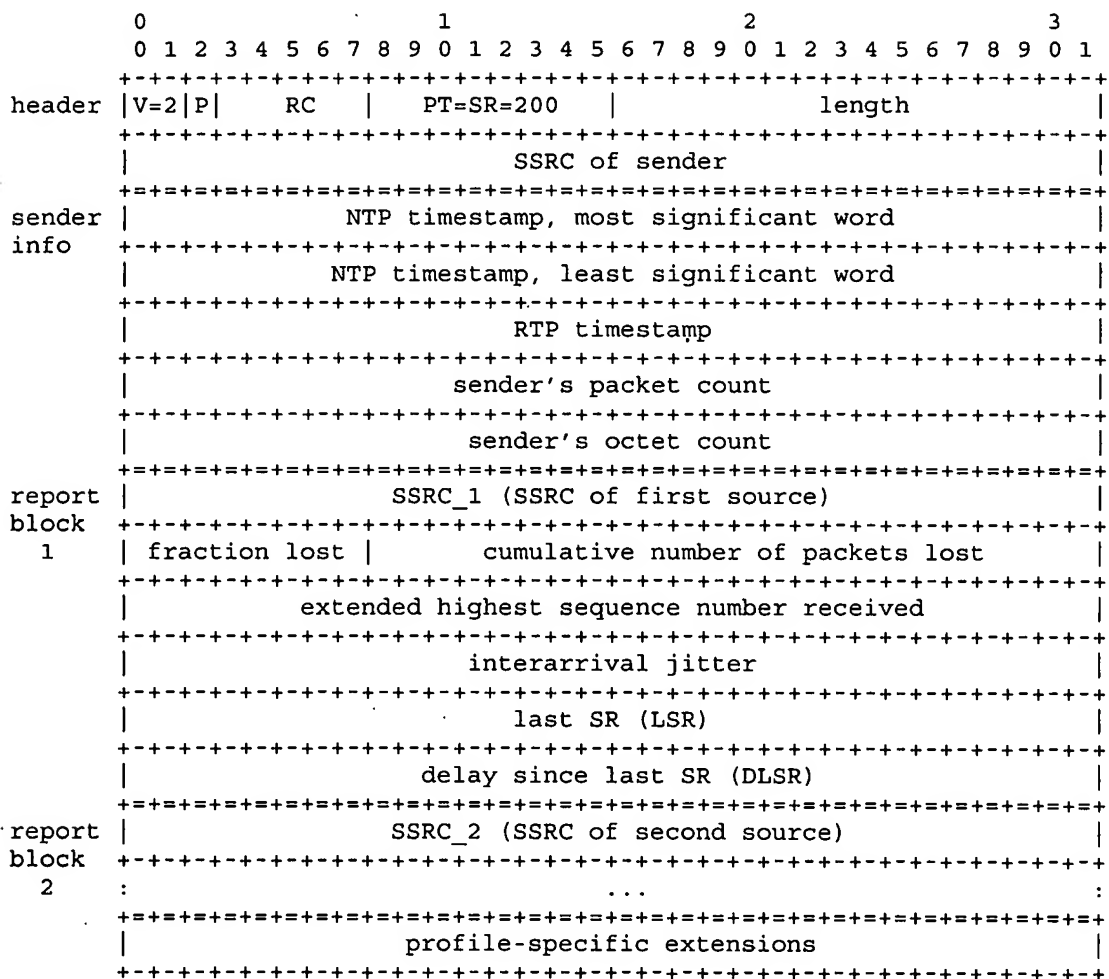 0                   1                   2                   3
        0 1 2 3 4 5 6 7 8 9 0 1 2 3 4 5 6 7 8 9 0 1 2 3 4 5 6 7 8 9 0 1
       +-+-+-+-+-+-+-+-+-+-+-+-+-+-+-+-+-+-+-+-+-+-+-+-+-+-+-+-+-+-+-+-+
header |V=2|P|    RC   |   PT=SR=200   |             length            |
       +-+-+-+-+-+-+-+-+-+-+-+-+-+-+-+-+-+-+-+-+-+-+-+-+-+-+-+-+-+-+-+-+
       |                         SSRC of sender                        |
       +=+=+=+=+=+=+=+=+=+=+=+=+=+=+=+=+=+=+=+=+=+=+=+=+=+=+=+=+=+=+=+=+
sender |              NTP timestamp, most significant word             |
info   +-+-+-+-+-+-+-+-+-+-+-+-+-+-+-+-+-+-+-+-+-+-+-+-+-+-+-+-+-+-+-+-+
       |             NTP timestamp, least significant word             |
       +-+-+-+-+-+-+-+-+-+-+-+-+-+-+-+-+-+-+-+-+-+-+-+-+-+-+-+-+-+-+-+-+
       |                         RTP timestamp                         |
       +-+-+-+-+-+-+-+-+-+-+-+-+-+-+-+-+-+-+-+-+-+-+-+-+-+-+-+-+-+-+-+-+
       |                     sender's packet count                     |
       +-+-+-+-+-+-+-+-+-+-+-+-+-+-+-+-+-+-+-+-+-+-+-+-+-+-+-+-+-+-+-+-+
       |                      sender's octet count                     |
       +=+=+=+=+=+=+=+=+=+=+=+=+=+=+=+=+=+=+=+=+=+=+=+=+=+=+=+=+=+=+=+=+
report |                 SSRC_1 (SSRC of first source)                 |
block  +-+-+-+-+-+-+-+-+-+-+-+-+-+-+-+-+-+-+-+-+-+-+-+-+-+-+-+-+-+-+-+-+
  1    | fraction lost |       cumulative number of packets lost       |
       +-+-+-+-+-+-+-+-+-+-+-+-+-+-+-+-+-+-+-+-+-+-+-+-+-+-+-+-+-+-+-+-+
       |           extended highest sequence number received           |
       +-+-+-+-+-+-+-+-+-+-+-+-+-+-+-+-+-+-+-+-+-+-+-+-+-+-+-+-+-+-+-+-+
       |                      interarrival jitter                      |
       +-+-+-+-+-+-+-+-+-+-+-+-+-+-+-+-+-+-+-+-+-+-+-+-+-+-+-+-+-+-+-+-+
       |                         last SR (LSR)                         |
       +-+-+-+-+-+-+-+-+-+-+-+-+-+-+-+-+-+-+-+-+-+-+-+-+-+-+-+-+-+-+-+-+
       |                   delay since last SR (DLSR)                  |
       +=+=+=+=+=+=+=+=+=+=+=+=+=+=+=+=+=+=+=+=+=+=+=+=+=+=+=+=+=+=+=+=+
report |                 SSRC_2 (SSRC of second source)                |
block  +-+-+-+-+-+-+-+-+-+-+-+-+-+-+-+-+-+-+-+-+-+-+-+-+-+-+-+-+-+-+-+-+
  2    :                               ...                             :
       +=+=+=+=+=+=+=+=+=+=+=+=+=+=+=+=+=+=+=+=+=+=+=+=+=+=+=+=+=+=+=+=+
       |                  profile-specific extensions                  |
       +-+-+-+-+-+-+-+-+-+-+-+-+-+-+-+-+-+-+-+-+-+-+-+-+-+-+-+-+-+-+-+-+